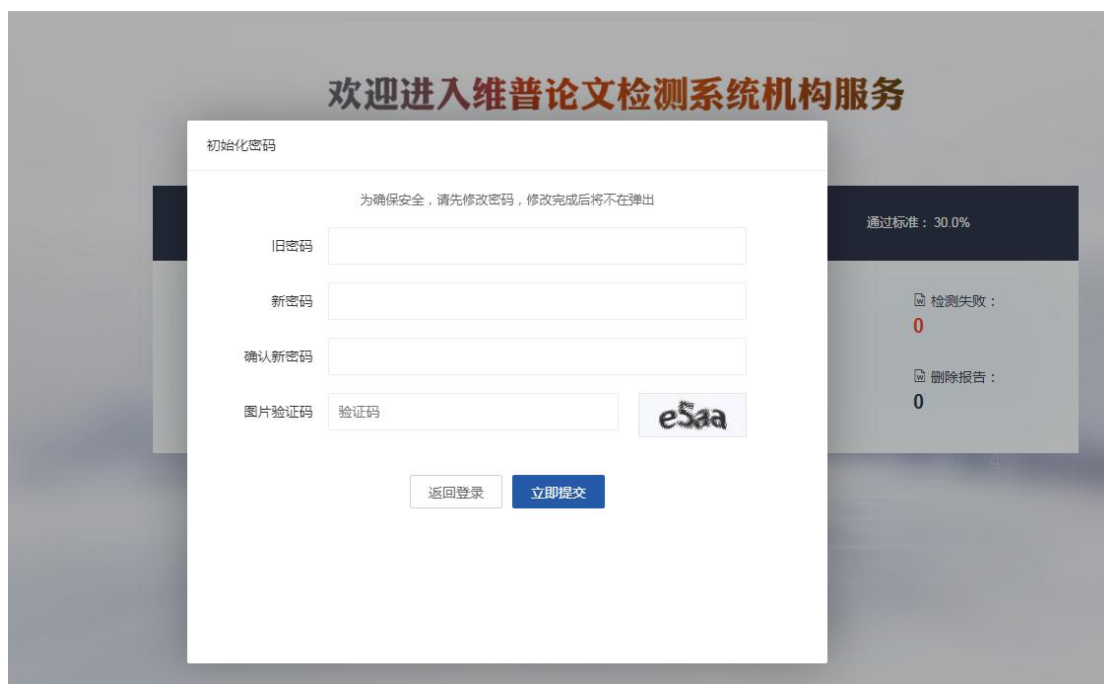 欢迎进入维普论文检测系统机构服务
初始化密码
为确保安全，请先修改密码，修改完成后将不在弹出
通过标准： 30.0%
旧密码
新密码
检测失败：
0
确认新密码
删除报告：
0
图片验证码 验证码 e5aa
4
返回登录 立即提交